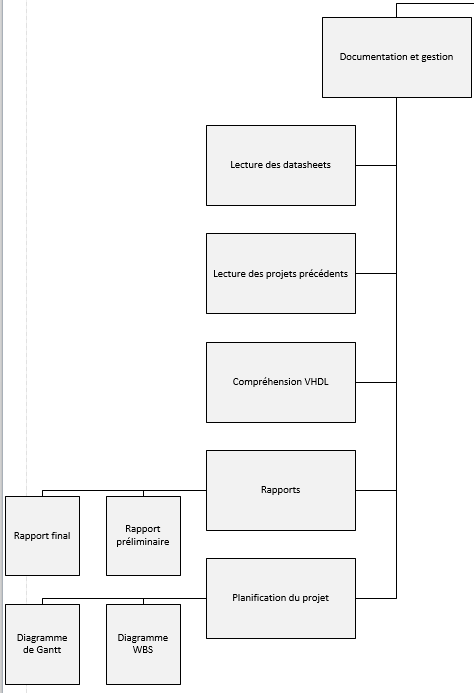 Documentation et gestion
Lecture des datasheets
Lecture des projets précédents
Compréhension VHDL
Rapports
Rapport final
Rapport
préliminaire
Planification du projet
Diagramme
de Gantt
Diagramme
WBS